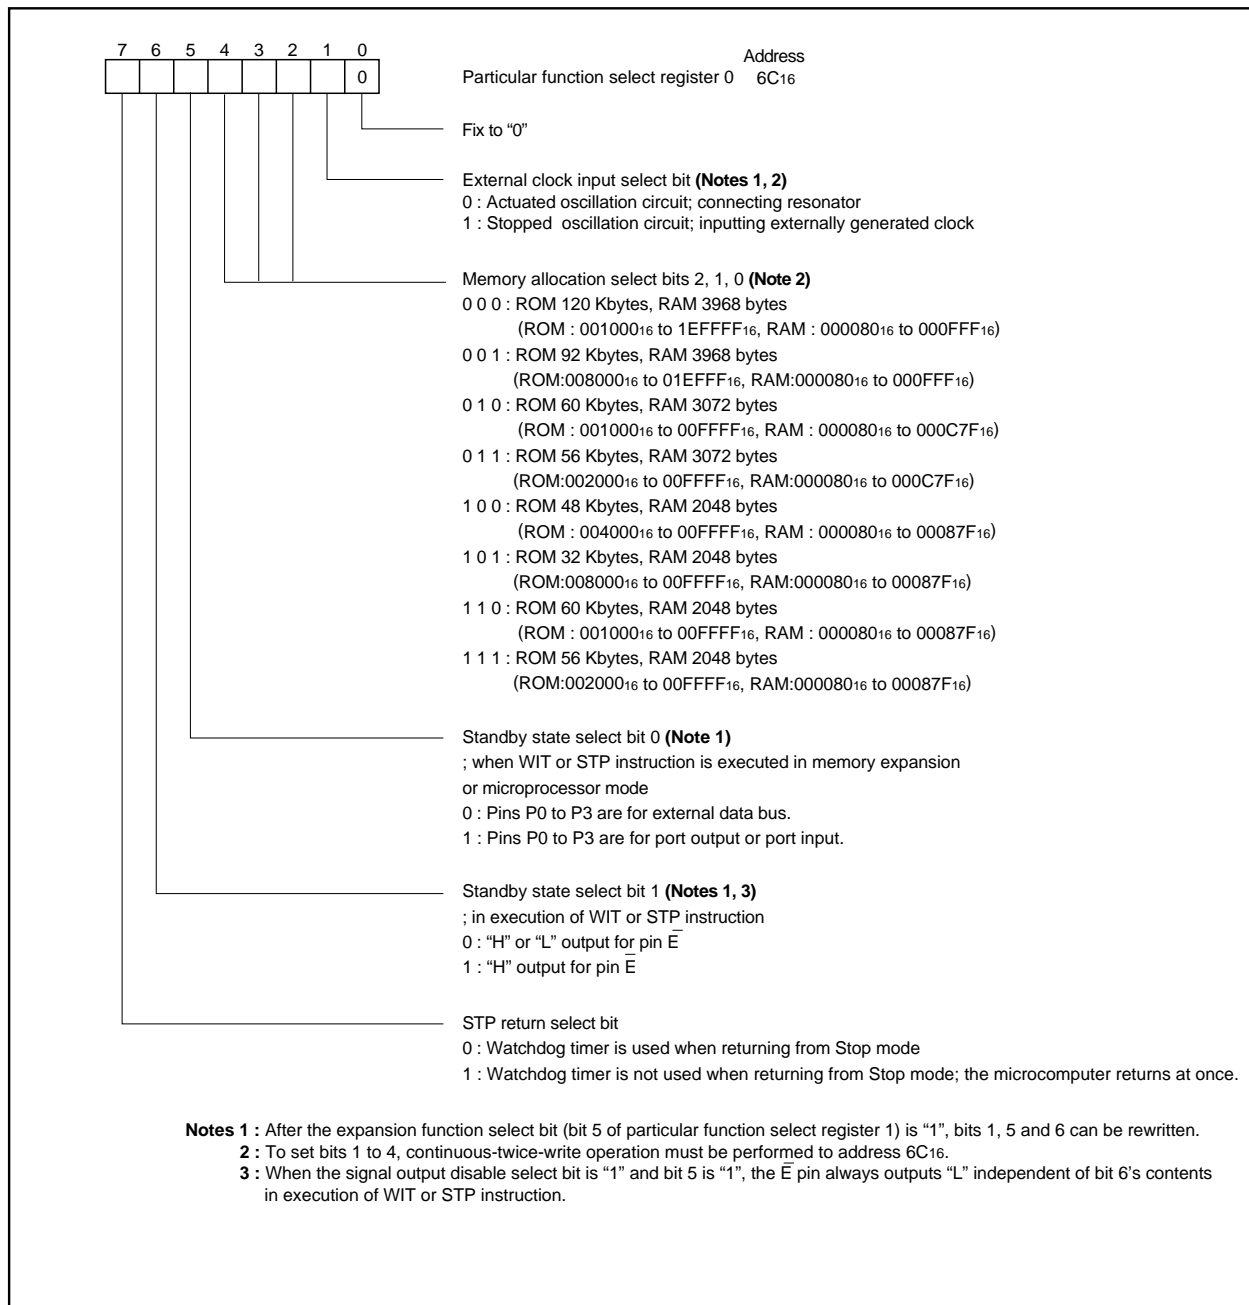 7 6 5 4 3 2 1 0
Address
0
Particular function select register 0 6C16
Fix to “0”
External clock input select bit (Notes 1, 2)
0 : Actuated oscillation circuit; connecting resonator
1 : Stopped oscillation circuit; inputting externally generated clock
Memory allocation select bits 2, 1, 0 (Note 2)
0 0 0 : ROM 120 Kbytes, RAM 3968 bytes
(ROM : 00100016 to 1EFFFF16, RAM : 00008016 to 000FFF16)
0 0 1 : ROM 92 Kbytes, RAM 3968 bytes
(ROM:00800016 to 01EFFF16, RAM:00008016 to 000FFF16)
0 1 0 : ROM 60 Kbytes, RAM 3072 bytes
(ROM : 00100016 to 00FFFF16, RAM : 00008016 to 000C7F16)
0 1 1 : ROM 56 Kbytes, RAM 3072 bytes
(ROM:00200016 to 00FFFF16, RAM:00008016 to 000C7F16)
1 0 0 : ROM 48 Kbytes, RAM 2048 bytes
(ROM : 00400016 to 00FFFF16, RAM : 00008016 to 00087F16)
1 0 1 : ROM 32 Kbytes, RAM 2048 bytes
(ROM:00800016 to 00FFFF16, RAM:00008016 to 00087F16)
1 1 0 : ROM 60 Kbytes, RAM 2048 bytes
(ROM : 00100016 to 00FFFF16, RAM : 00008016 to 00087F16)
1 1 1 : ROM 56 Kbytes, RAM 2048 bytes
(ROM:00200016 to 00FFFF16, RAM:00008016 to 00087F16)
Standby state select bit 0 (Note 1)
; when WIT or STP instruction is executed in memory expansion
or microprocessor mode
0 : Pins P0 to P3 are for external data bus.
1 : Pins P0 to P3 are for port output or port input.
Standby state select bit 1 (Notes 1, 3)
; in execution of WIT or STP instruction
0 : “H” or “L” output for pin E̅
1 : “H” output for pin E̅
STP return select bit
0 : Watchdog timer is used when returning from Stop mode
1 : Watchdog timer is not used when returning from Stop mode; the microcomputer returns at once.
Notes 1 : After the expansion function select bit (bit 5 of particular function select register 1) is “1”, bits 1, 5 and 6 can be rewritten.
2 : To set bits 1 to 4, continuous-twice-write operation must be performed to address 6C16.
3 : When the signal output disable select bit is “1” and bit 5 is “1”, the E̅ pin always outputs “L” independent of bit 6’s contents
in execution of WIT or STP instruction.